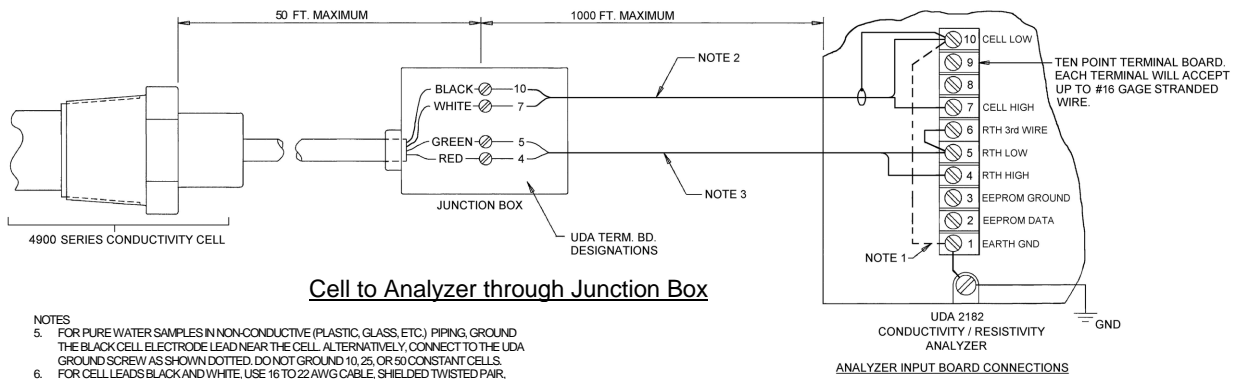 50 FT. MAXIMUM
1000 FT. MAXIMUM
NOTE 2
BLACK 10
WHITE 7
GREEN 5
RED 4
NOTE 3
JUNCTION BOX
UDA TERM. BD.
DESIGNATIONS
4900 SERIES CONDUCTIVITY CELL
10 CELL LOW
9
8
7 CELL HIGH
6 RTH 3rd WIRE
5 RTH LOW
4 RTH HIGH
3 EEPROM GROUND
2 EEPROM DATA
1 EARTH GND
TEN POINT TERMINAL BOARD.
EACH TERMINAL WILL ACCEPT
UP TO #16 GAGE STRANDED
WIRE.
NOTE 1
GND
UDA 2182
CONDUCTIVITY / RESISTIVITY
ANALYZER
ANALYZER INPUT BOARD CONNECTIONS
Cell to Analyzer through Junction Box
NOTES
5. FOR PURE WATER SAMPLES IN NON-CONDUCTIVE (PLASTIC, GLASS, ETC.) PIPING, GROUND
THE BLACK CELL ELECTRODE LEAD NEAR THE CELL. ALTERNATIVELY, CONNECT TO THE UDA
GROUND SCREW AS SHOWN DOTTED. DO NOT GROUND 10, 25, OR 50 CONSTANT CELLS.
6. FOR CELL LEADS BLACK AND WHITE, USE 16 TO 22 AWG CABLE, SHIELDED TWISTED PAIR,